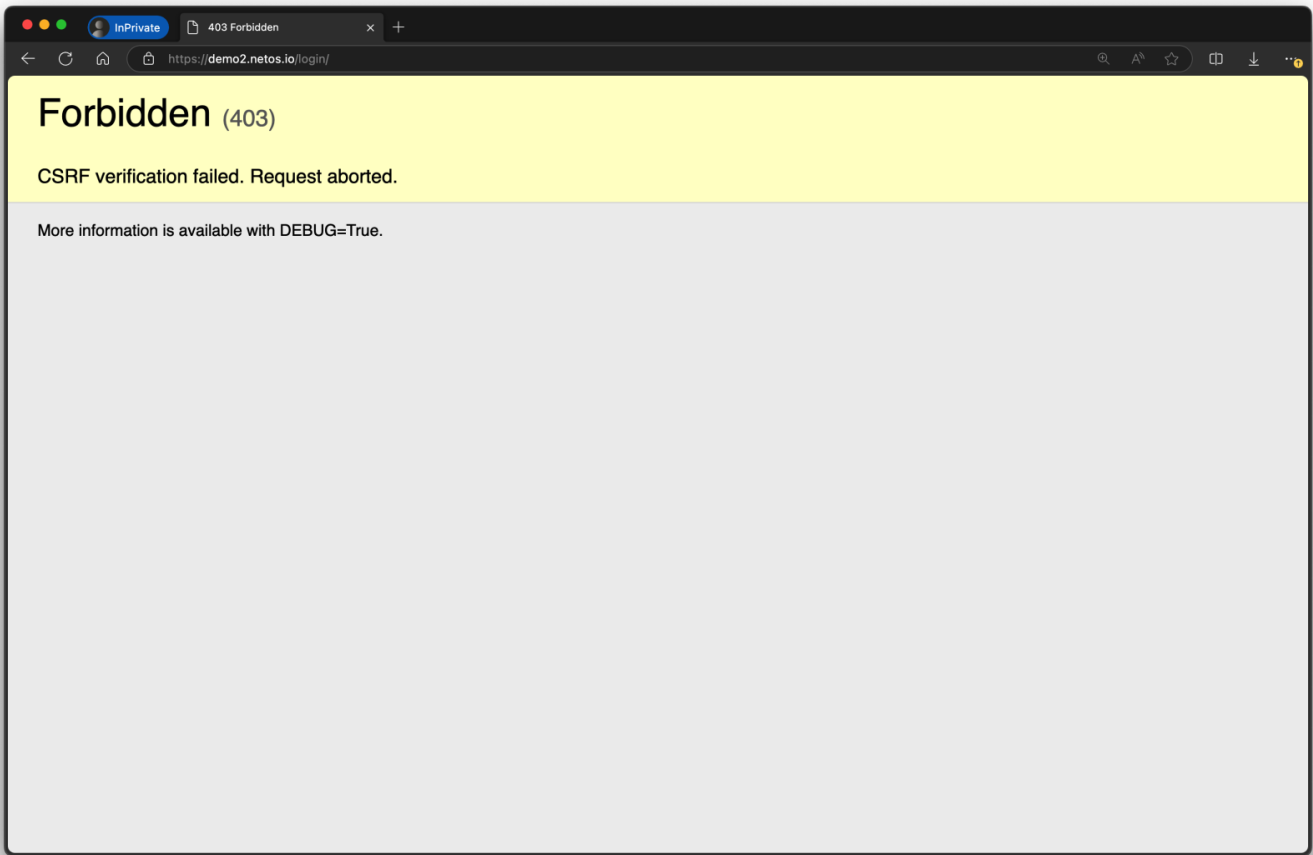 InPrivate
403 Forbidden
https://demo2.netos.io/login/
Forbidden (403)
CSRF verification failed. Request aborted.
More information is available with DEBUG=True.